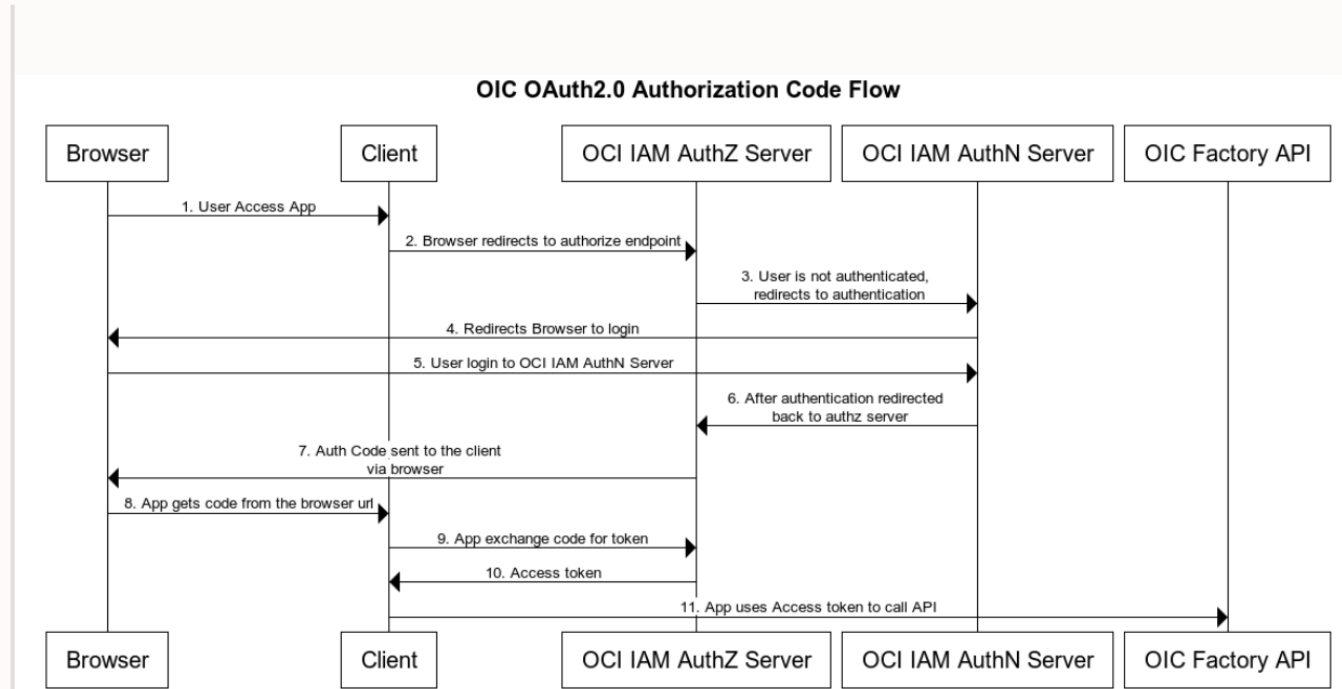 OIC OAuth2.0 Authorization Code Flow
Browser
Client
OCI IAM AuthZ Server
OCI IAM AuthN Server
OIC Factory API
1. User Access App
2. Browser redirects to authorize endpoint
3. User is not authenticated,
redirects to authentication
4. Redirects Browser to login
5. User login to OCI IAM AuthN Server
6. After authentication redirected
back to authz server
7. Auth Code sent to the client
via browser
8. App gets code from the browser url
9. App exchange code for token
10. Access token
11. App uses Access token to call API
Browser
Client
OCI IAM AuthZ Server
OCI IAM AuthN Server
OIC Factory API